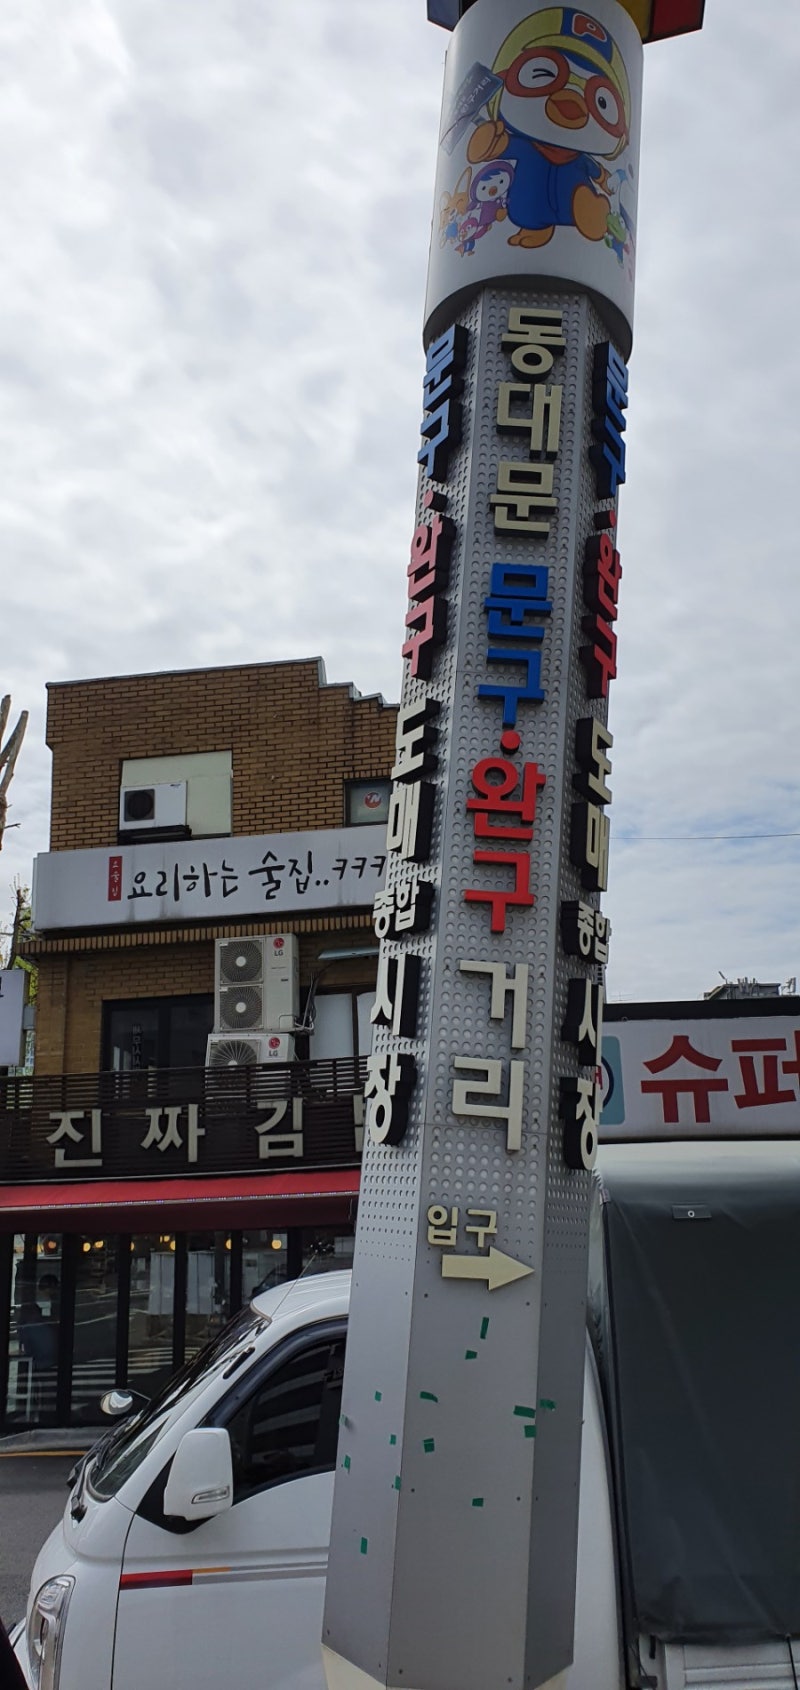 P
동대문 문구·완구 거리
문구·완구 도매종합시장
문구·완구 도매종합시장
입구
요리하는 술집..ㅋㅋㅋ
LG
LG
진짜김
슈퍼